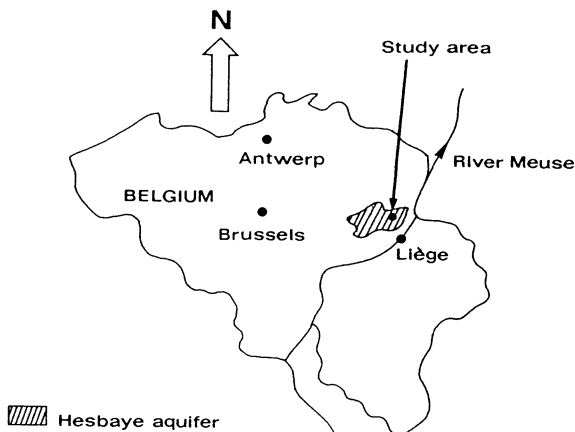 N
Study area
Antwerp
River Meuse
BELGIUM
Brussels
Liège
Hesbaye aquifer